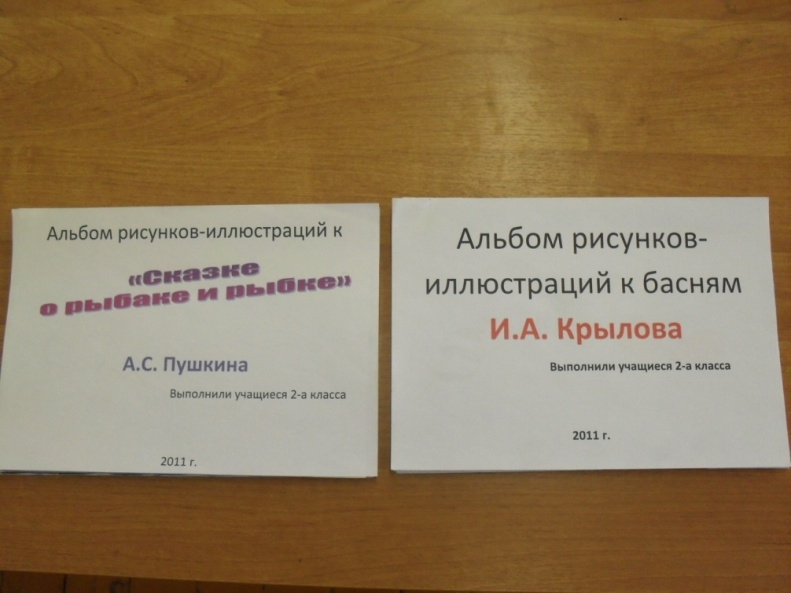 Альбом рисунков-иллюстраций к
«Сказке
о рыбаке и рыбке»
А.С. Пушкина
Выполнили учащиеся 2-а класса
2011 г.
Альбом рисунков-
иллюстраций к басням
И.А. Крылова
Выполнили учащиеся 2-а класса
2011 г.